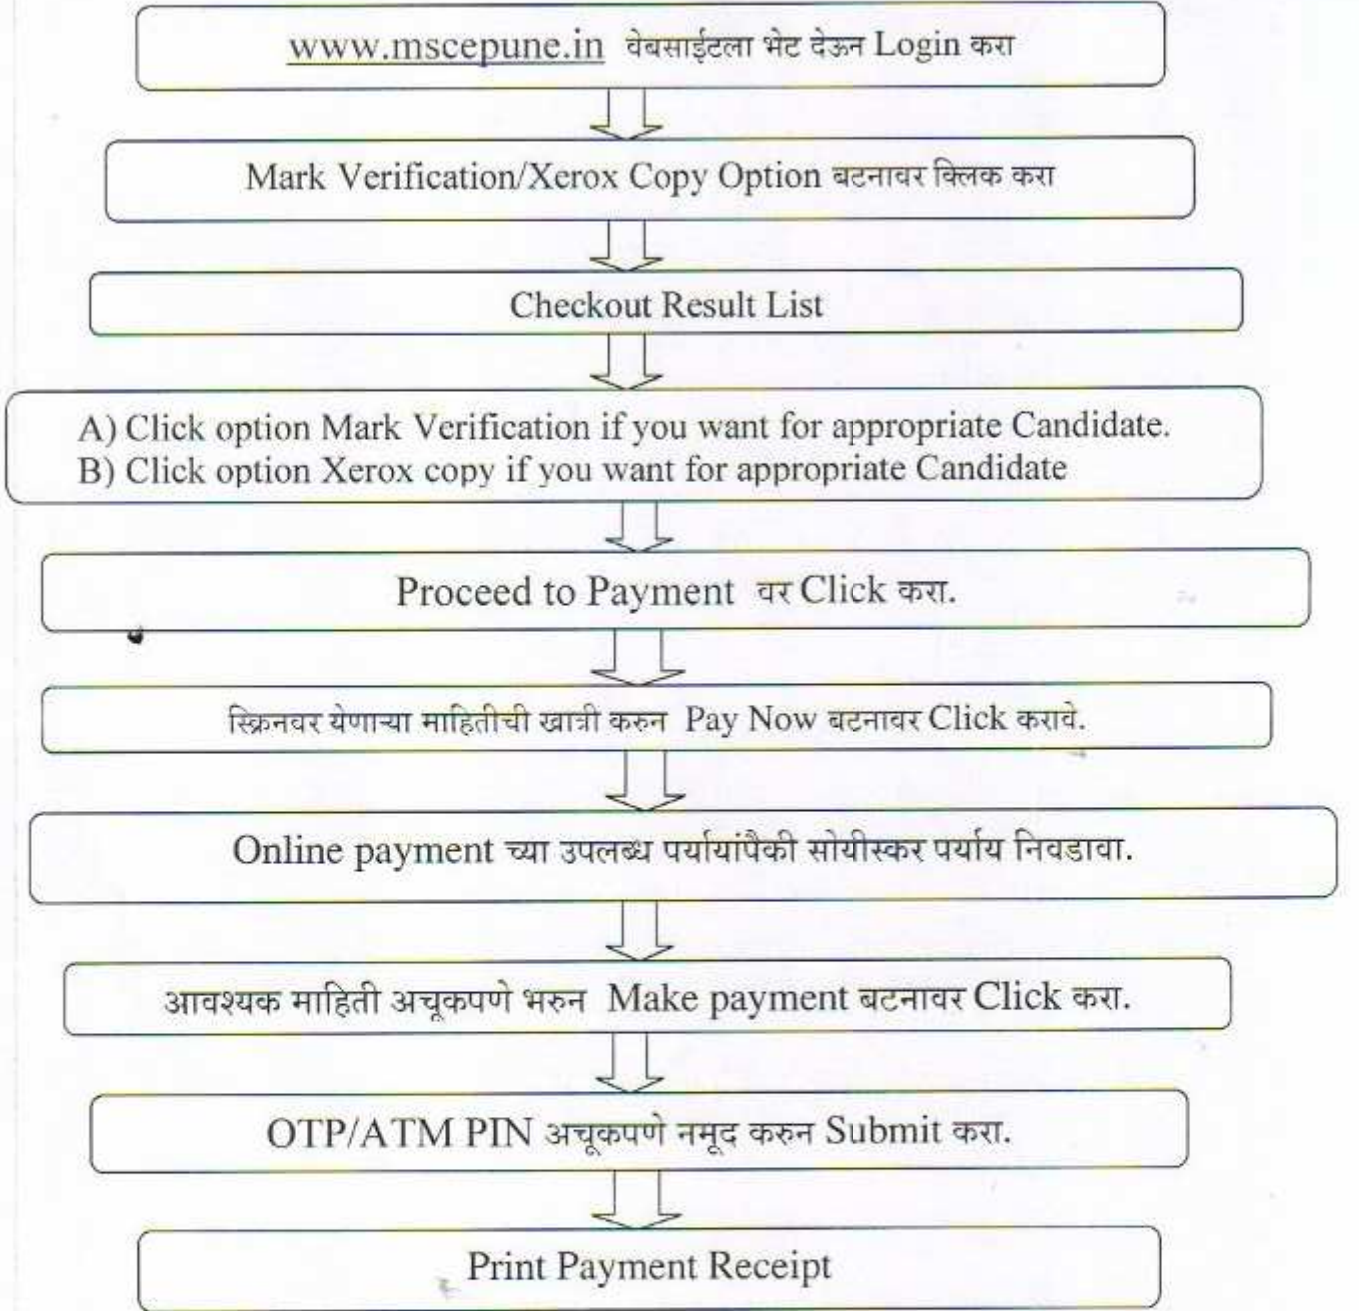 www.mscepune.in वेबसाईटला भेट देऊन Login करा
Mark Verification/Xerox Copy Option बटनावर क्लिक करा
Checkout Result List
A) Click option Mark Verification if you want for appropriate Candidate.
B) Click option Xerox copy if you want for appropriate Candidate
Proceed to Payment वर Click करा.
स्क्रिनवर येणाऱ्या माहितीची खात्री करुन Pay Now बटनावर Click करावे.
Online payment च्या उपलब्ध पर्यायांपैकी सोयीस्कर पर्याय निवडावा.
आवश्यक माहिती अचूकपणे भरुन Make payment बटनावर Click करा.
OTP/ATM PIN अचूकपणे नमूद करुन Submit करा.
Print Payment Receipt